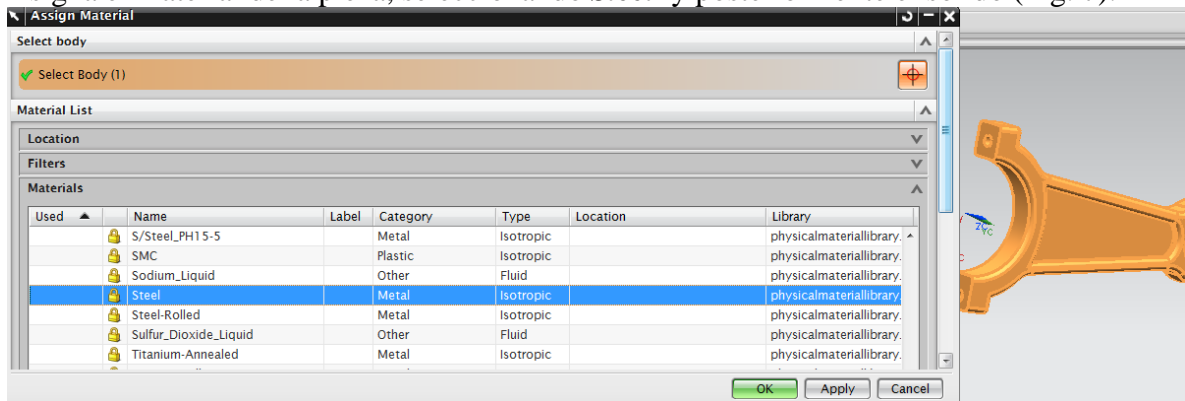 Assign Material
Select body
Select Body (1)
Material List
Location
Filters
Materials
Used Name Label Category Type Location Library
S/Steel_PH15-5 Metal Isotropic physicalmateriallibrary.
SMC Plastic Isotropic physicalmateriallibrary.
Sodium_Liquid Other Fluid physicalmateriallibrary.
Steel Metal Isotropic physicalmateriallibrary.
Steel-Rolled Metal Isotropic physicalmateriallibrary.
Sulfur_Dioxide_Liquid Other Fluid physicalmateriallibrary.
Titanium-Annealed Metal Isotropic physicalmateriallibrary.
OK Apply Cancel